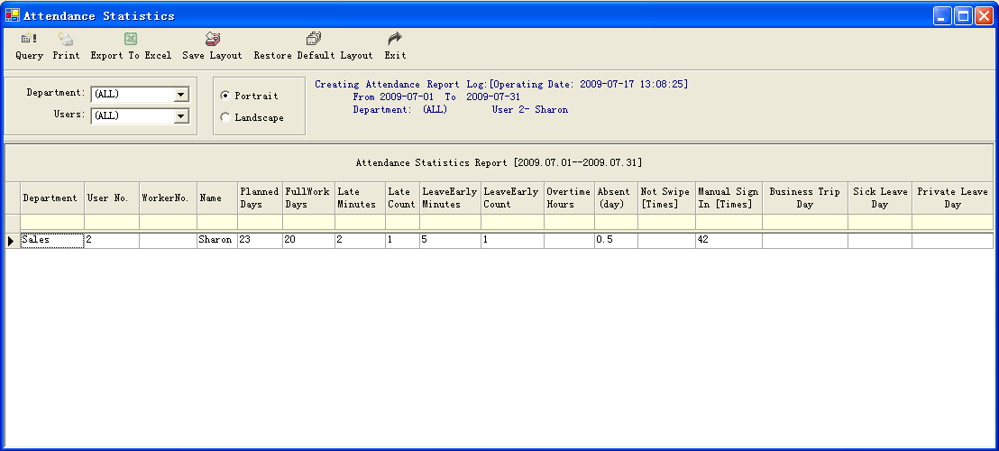 Attendance Statistics
Query Print Export To Excel Save Layout Restore Default Layout Exit
Department: (ALL)
Users: (ALL)
Portrait
Landscape
Creating Attendance Report Log:[Operating Date: 2009-07-17 13:08:25]
From 2009-07-01 To 2009-07-31
Department: (ALL) User 2- Sharon
Attendance Statistics Report [2009.07.01--2009.07.31]
Department User No. WorkerNo. Name Planned Days FullWork Days Late Minutes Late Count LeaveEarly Minutes LeaveEarly Count Overtime Hours Absent (day) Not Swipe [Times] Manual Sign In [Times] Business Trip Day Sick Leave Day Private Leave Day
Sales 2 Sharon 23 20 2 1 5 1 0.5 42